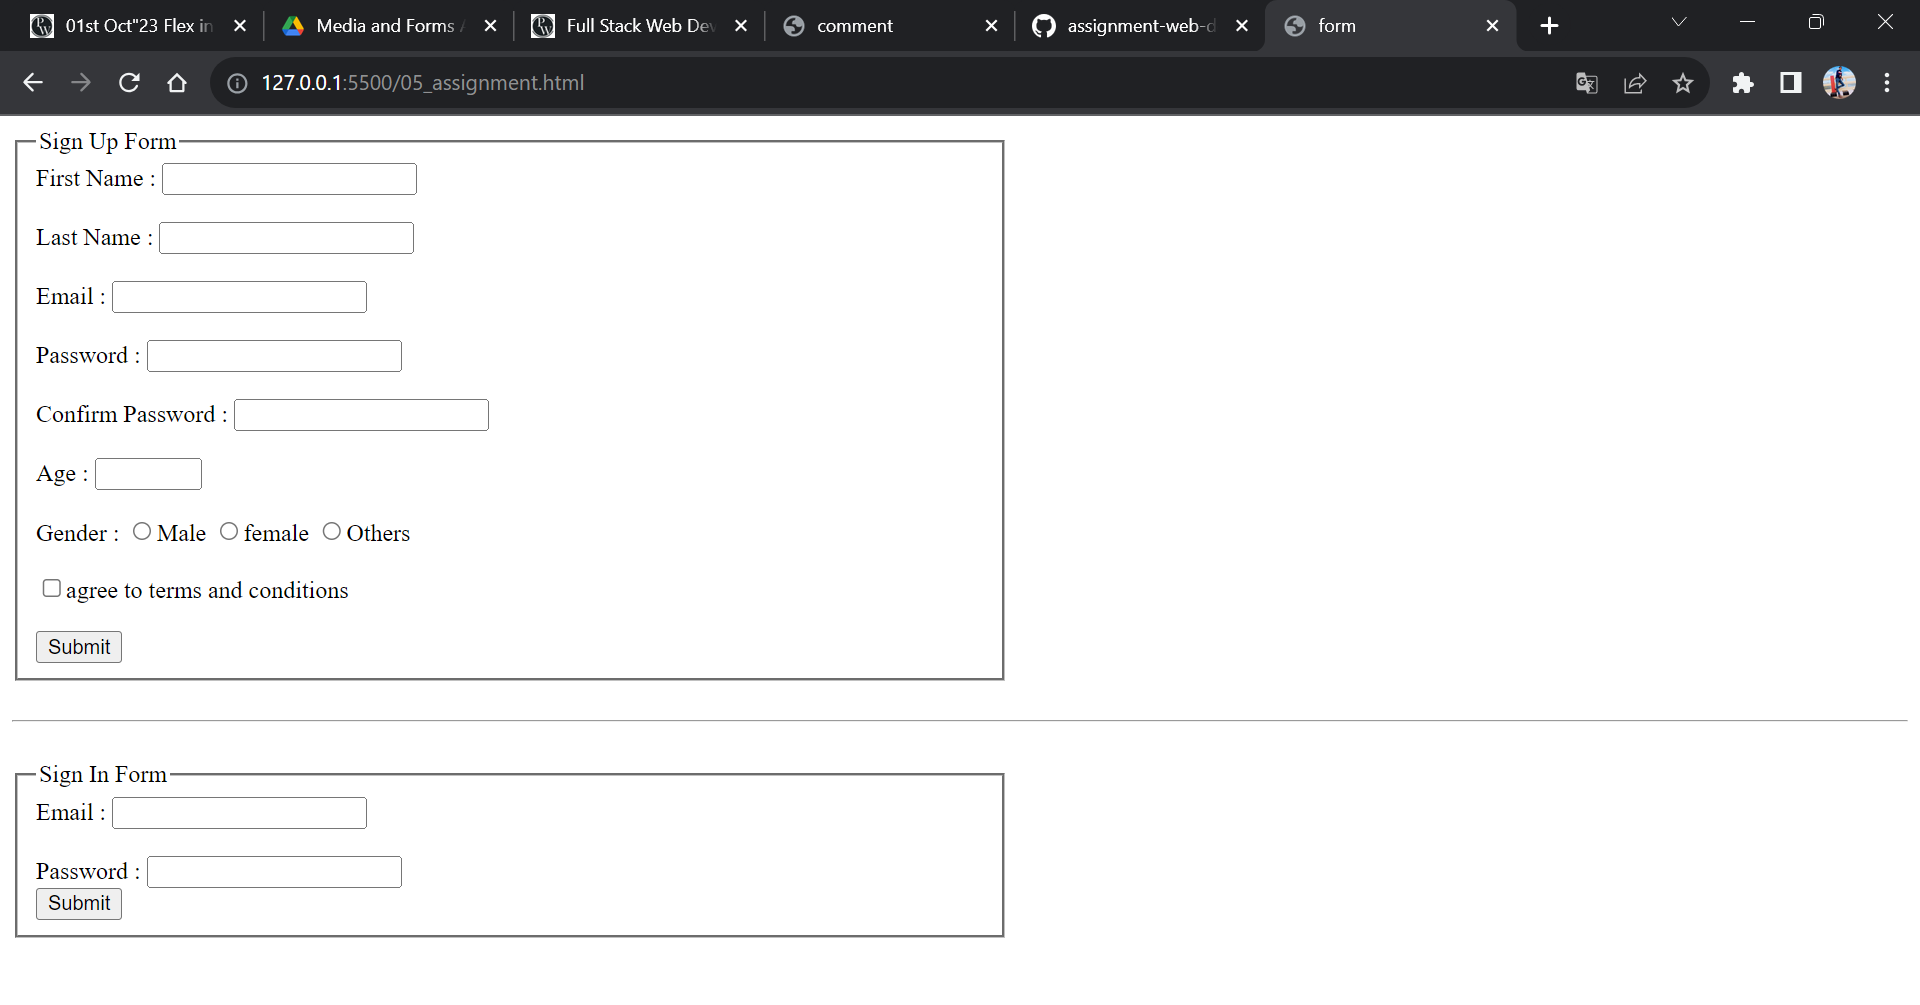 01st Oct"23 Flex in
Media and Forms
Full Stack Web Dev
comment
assignment-web-d
form
127.0.0.1:5500/05_assignment.html
Sign Up Form
First Name :
Last Name :
Email :
Password :
Confirm Password :
Age :
Gender : Male female Others
agree to terms and conditions
Submit
Sign In Form
Email :
Password :
Submit